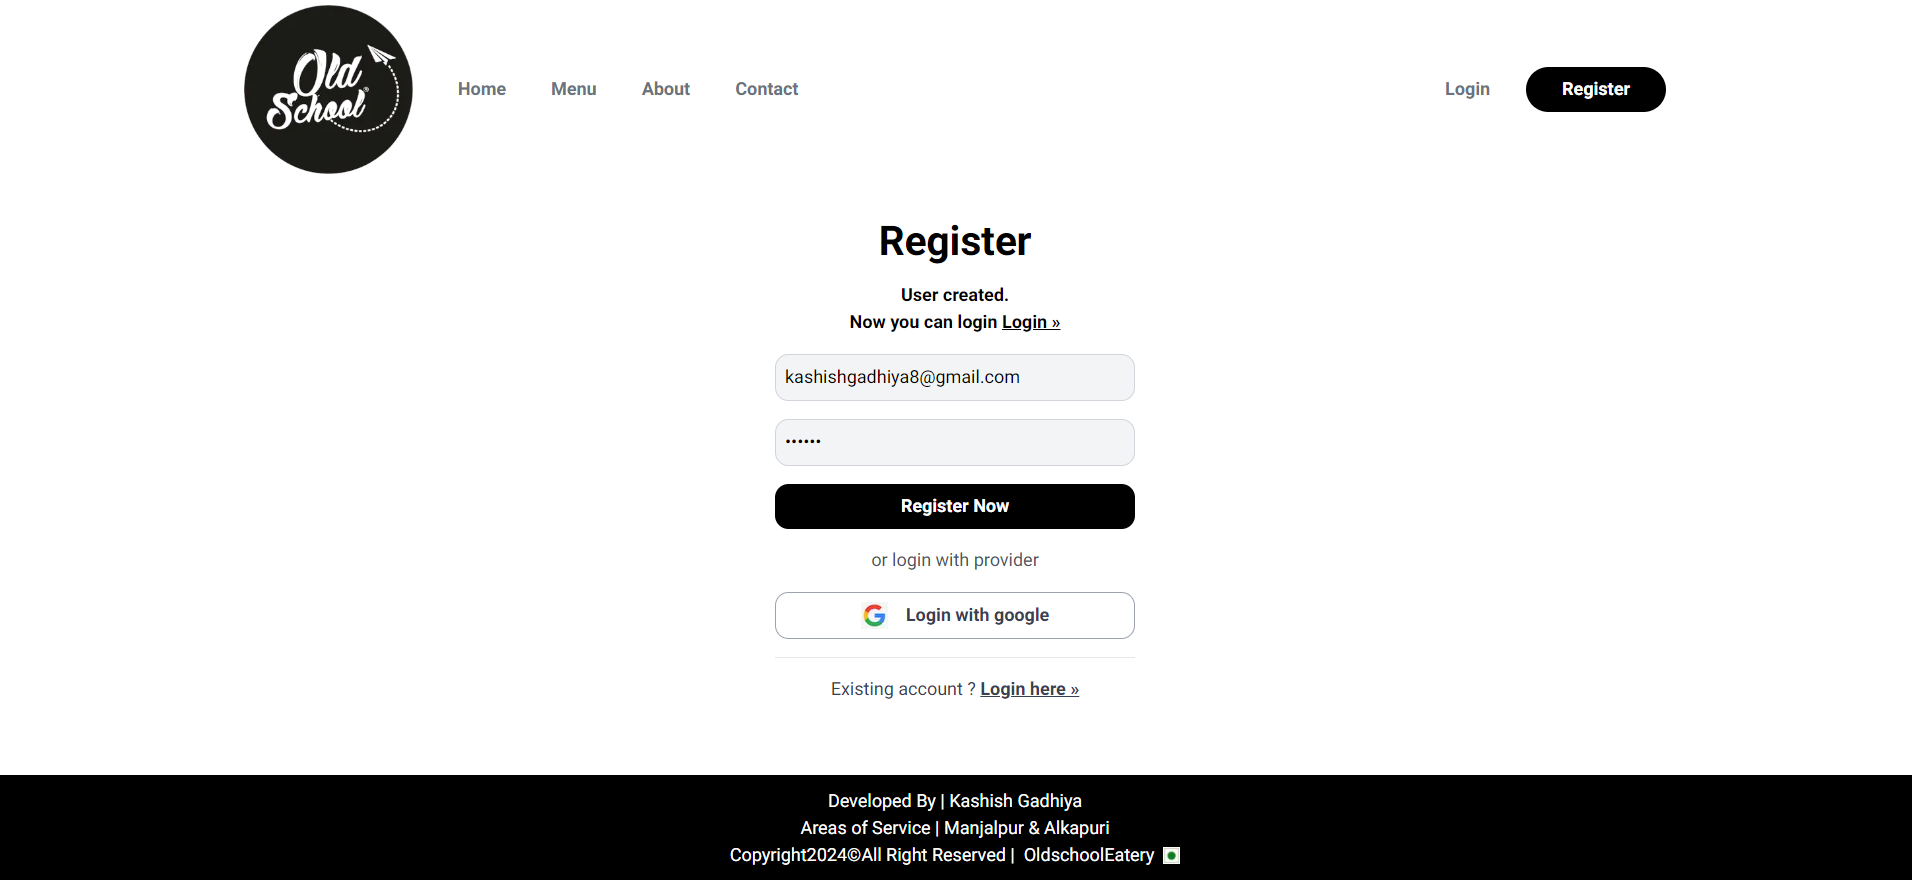 Old
School®
Home
Menu
About
Contact
Login
Register
Register
User created.
Now you can login Login »
kashishgadhiya8@gmail.com
••••••
Register Now
or login with provider
Login with google
Existing account ? Login here »
Developed By | Kashish Gadhiya
Areas of Service | Manjalpur & Alkapuri
Copyright2024©All Right Reserved | OldschoolEatery